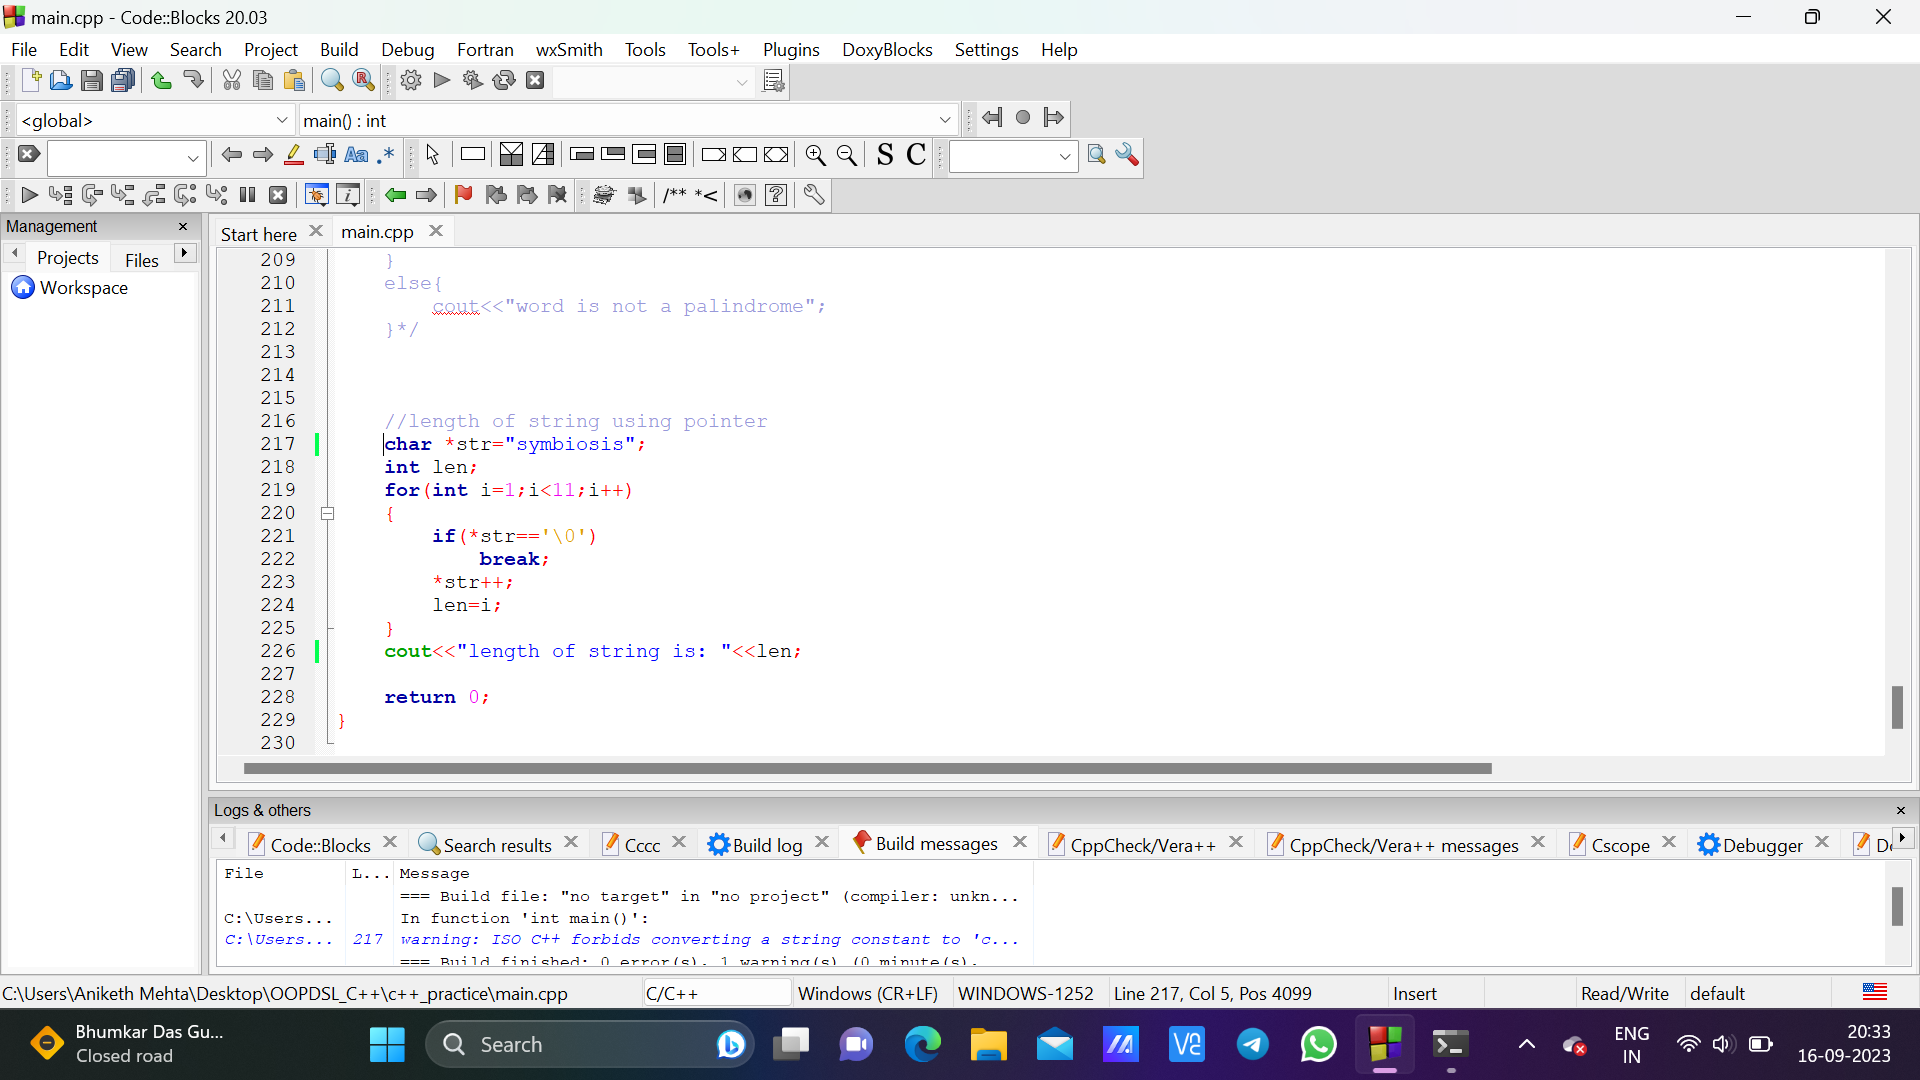 main.cpp - Code::Blocks 20.03
File Edit View Search Project Build Debug Fortran wxSmith Tools Tools+ Plugins DoxyBlocks Settings Help
<global> main() : int
Aa .* S C
/** *<
Management
Projects Files
Workspace
Start here main.cpp
209 }
210 else{
211 cout<<"word is not a palindrome";
212 }*/
213
214
215
216 //length of string using pointer
217 char *str="symbiosis";
218 int len;
219 for(int i=1;i<11;i++)
220 {
221 if(*str=='\0')
222 break;
223 *str++;
224 len=i;
225 }
226 cout<<"length of string is: "<<len;
227
228 return 0;
229 }
230
Logs & others
Code::Blocks Search results Cccc Build log Build messages CppCheck/Vera++ CppCheck/Vera++ messages Cscope Debugger
File L... Message
=== Build file: "no target" in "no project" (compiler: unkn...
C:\Users... In function 'int main()':
C:\Users... 217 warning: ISO C++ forbids converting a string constant to 'c...
=== Build finished: 0 error(s), 1 warning(s) (0 minute(s),
C:\Users\Aniketh Mehta\Desktop\OOPDSL_C++\c++_practice\main.cpp C/C++ Windows (CR+LF) WINDOWS-1252 Line 217, Col 5, Pos 4099 Insert Read/Write default
Bhumkar Das Gu...
Closed road
Search
ENG
IN
20:33
16-09-2023